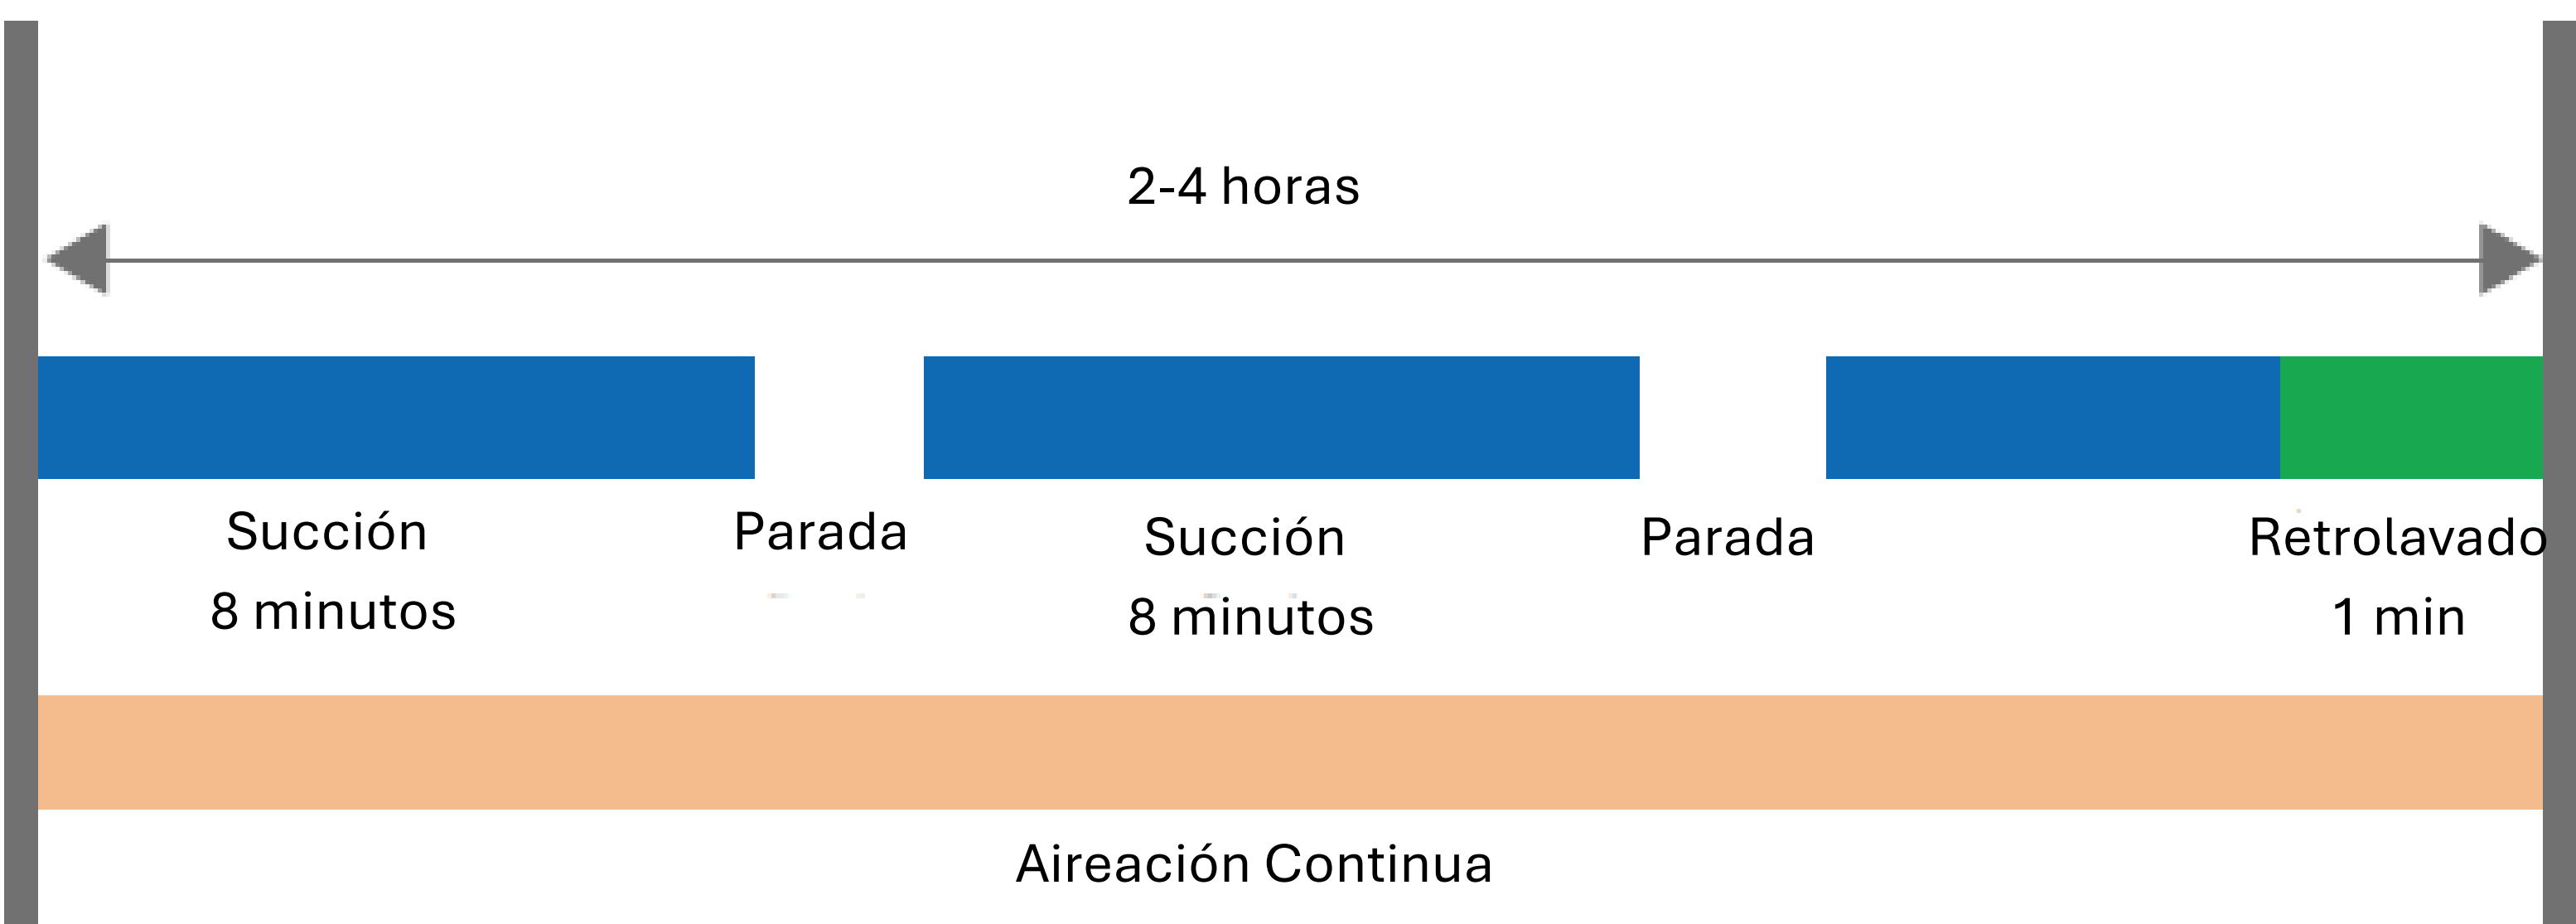 2-4 horas
Succión
8 minutos
Parada
Succión
8 minutos
Parada
Retrolavado
1 min
Aireación Continua